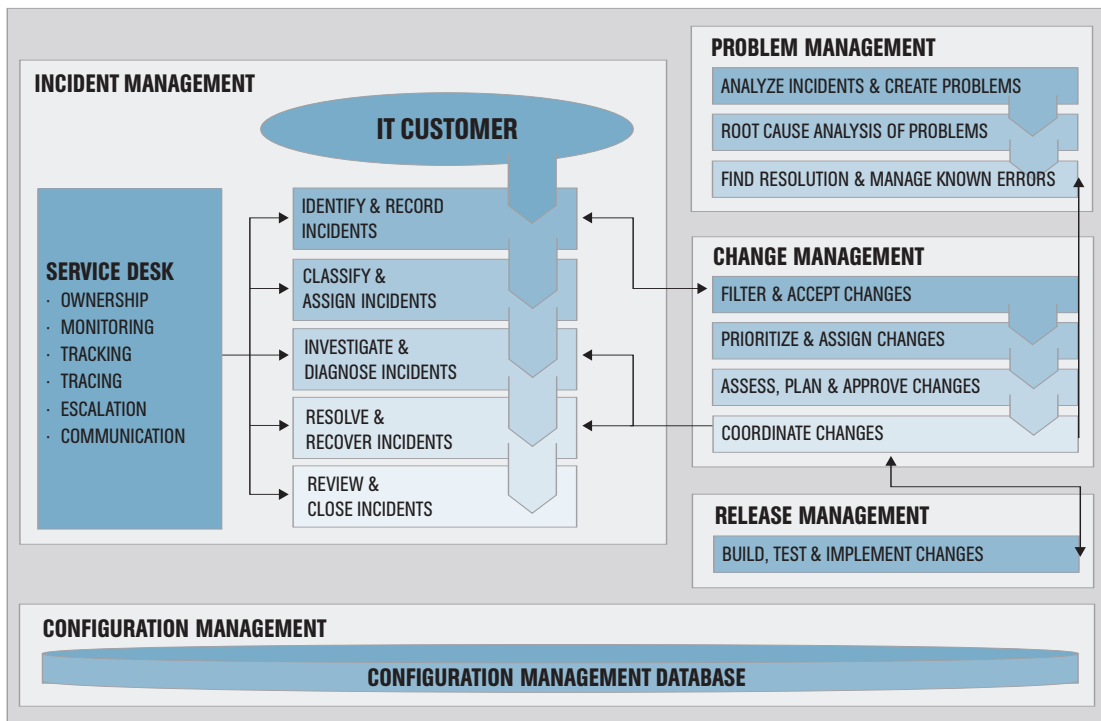 INCIDENT MANAGEMENT
IT CUSTOMER
SERVICE DESK
· OWNERSHIP
· MONITORING
· TRACKING
· TRACING
· ESCALATION
· COMMUNICATION
IDENTIFY & RECORD
INCIDENTS
CLASSIFY &
ASSIGN INCIDENTS
INVESTIGATE &
DIAGNOSE INCIDENTS
RESOLVE &
RECOVER INCIDENTS
REVIEW &
CLOSE INCIDENTS
PROBLEM MANAGEMENT
ANALYZE INCIDENTS & CREATE PROBLEMS
ROOT CAUSE ANALYSIS OF PROBLEMS
FIND RESOLUTION & MANAGE KNOWN ERRORS
CHANGE MANAGEMENT
FILTER & ACCEPT CHANGES
PRIORITIZE & ASSIGN CHANGES
ASSESS, PLAN & APPROVE CHANGES
COORDINATE CHANGES
RELEASE MANAGEMENT
BUILD, TEST & IMPLEMENT CHANGES
CONFIGURATION MANAGEMENT
CONFIGURATION MANAGEMENT DATABASE